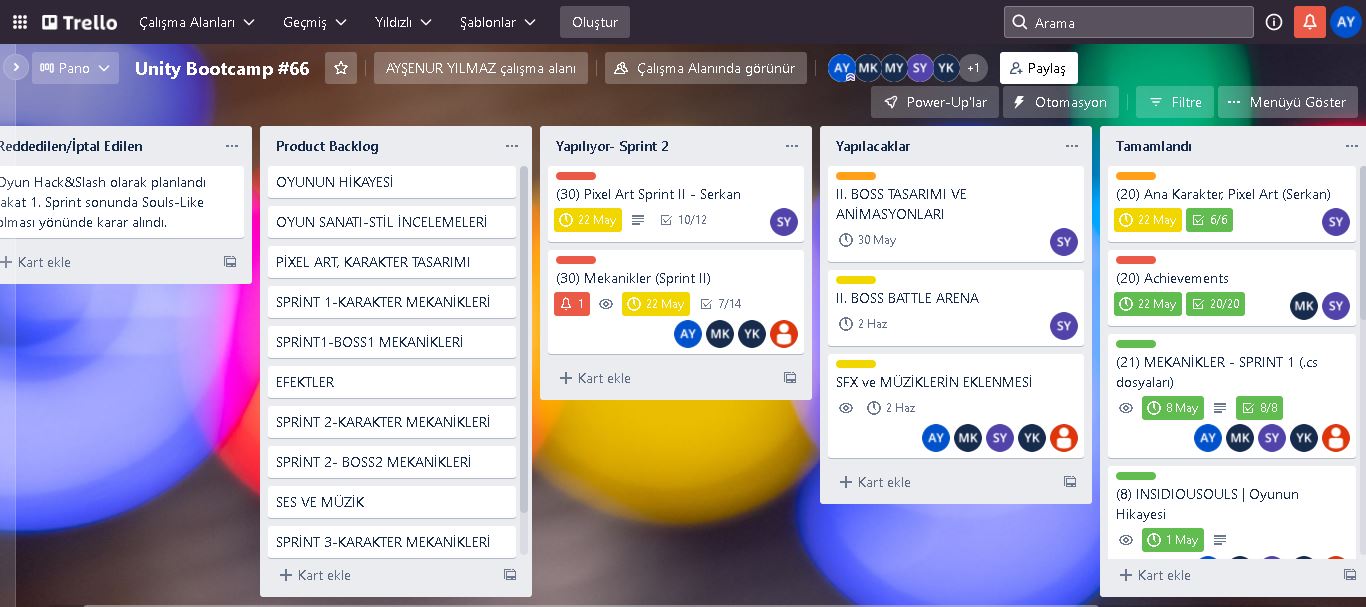 Trello
Çalışma Alanları
Geçmiş
Yıldızlı
Şablonlar
Oluştur
Arama
AY
Pano
Unity Bootcamp #66
AYŞENUR YILMAZ çalışma alanı
Çalışma Alanında görünür
AY MK MY SY YK +1
Paylaş
Power-Up'lar
Otomasyon
Filtre
Menüyü Göster
Reddedilen/İptal Edilen
Oyun Hack&Slash olarak planlandı
akat 1. Sprint sonunda Souls-Like
olması yönünde karar alındı.
Kart ekle
Product Backlog
OYUNUN HİKAYESİ
OYUN SANATI-STİL İNCELEMELERİ
PİXEL ART, KARAKTER TASARIMI
SPRİNT 1-KARAKTER MEKANİKLERİ
SPRİNT1-BOSS1 MEKANİKLERİ
EFEKTLER
SPRİNT 2-KARAKTER MEKANİKLERİ
SPRİNT 2- BOSS2 MEKANİKLERİ
SES VE MÜZİK
SPRİNT 3-KARAKTER MEKANİKLERİ
Kart ekle
Yapılıyor- Sprint 2
(30) Pixel Art Sprint II - Serkan
22 May 10/12
SY
(30) Mekanikler (Sprint II)
1 22 May 7/14
AY MK YK
Kart ekle
Yapılacaklar
II. BOSS TASARIMI VE
ANİMASYONLARI
30 May
SY
II. BOSS BATTLE ARENA
2 Haz
SY
SFX ve MÜZİKLERİN EKLENMESİ
2 Haz
AY MK SY YK
Kart ekle
Tamamlandı
(20) Ana Karakter, Pixel Art (Serkan)
22 May 6/6
SY
(20) Achievements
22 May 20/20
MK SY
(21) MEKANİKLER - SPRINT 1 (.cs
dosyaları)
8 May 8/8
AY MK SY YK
(8) INSIDIOUSOULS | Oyunun
Hikayesi
1 May
Kart ekle